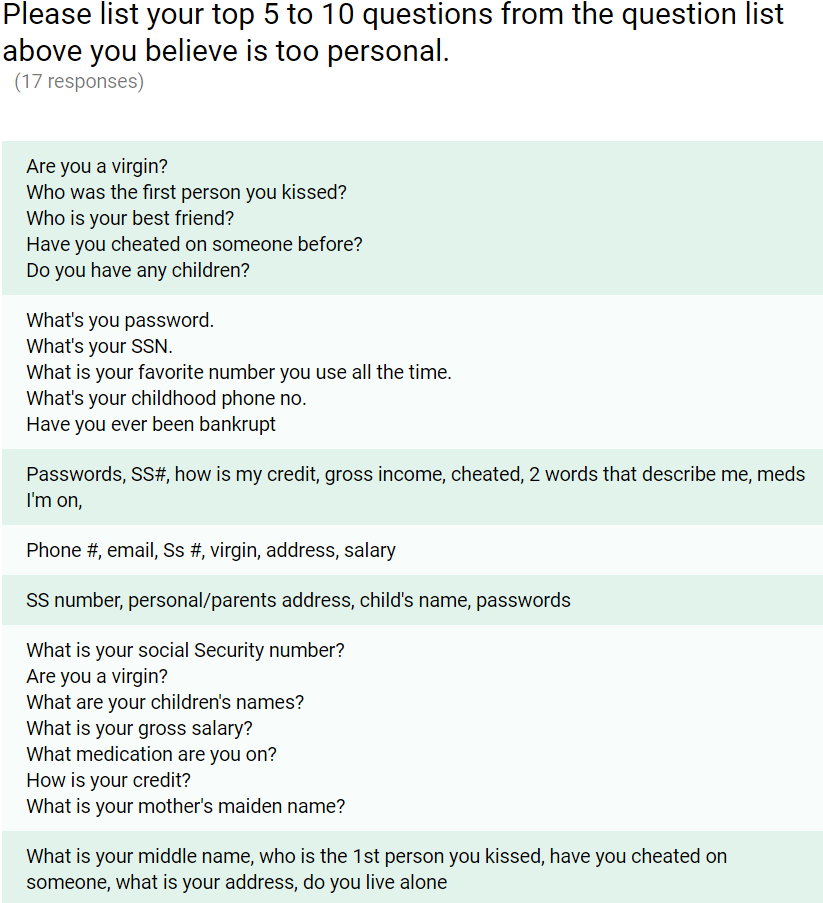 Please list your top 5 to 10 questions from the question list
above you believe is too personal.
(17 responses)
Are you a virgin?
Who was the first person you kissed?
Who is your best friend?
Have you cheated on someone before?
Do you have any children?
What's you password.
What's your SSN.
What is your favorite number you use all the time.
What's your childhood phone no.
Have you ever been bankrupt
Passwords, SS#, how is my credit, gross income, cheated, 2 words that describe me, meds
I'm on,
Phone #, email, Ss #, virgin, address, salary
SS number, personal/parents address, child's name, passwords
What is your social Security number?
Are you a virgin?
What are your children's names?
What is your gross salary?
What medication are you on?
How is your credit?
What is your mother's maiden name?
What is your middle name, who is the 1st person you kissed, have you cheated on
someone, what is your address, do you live alone